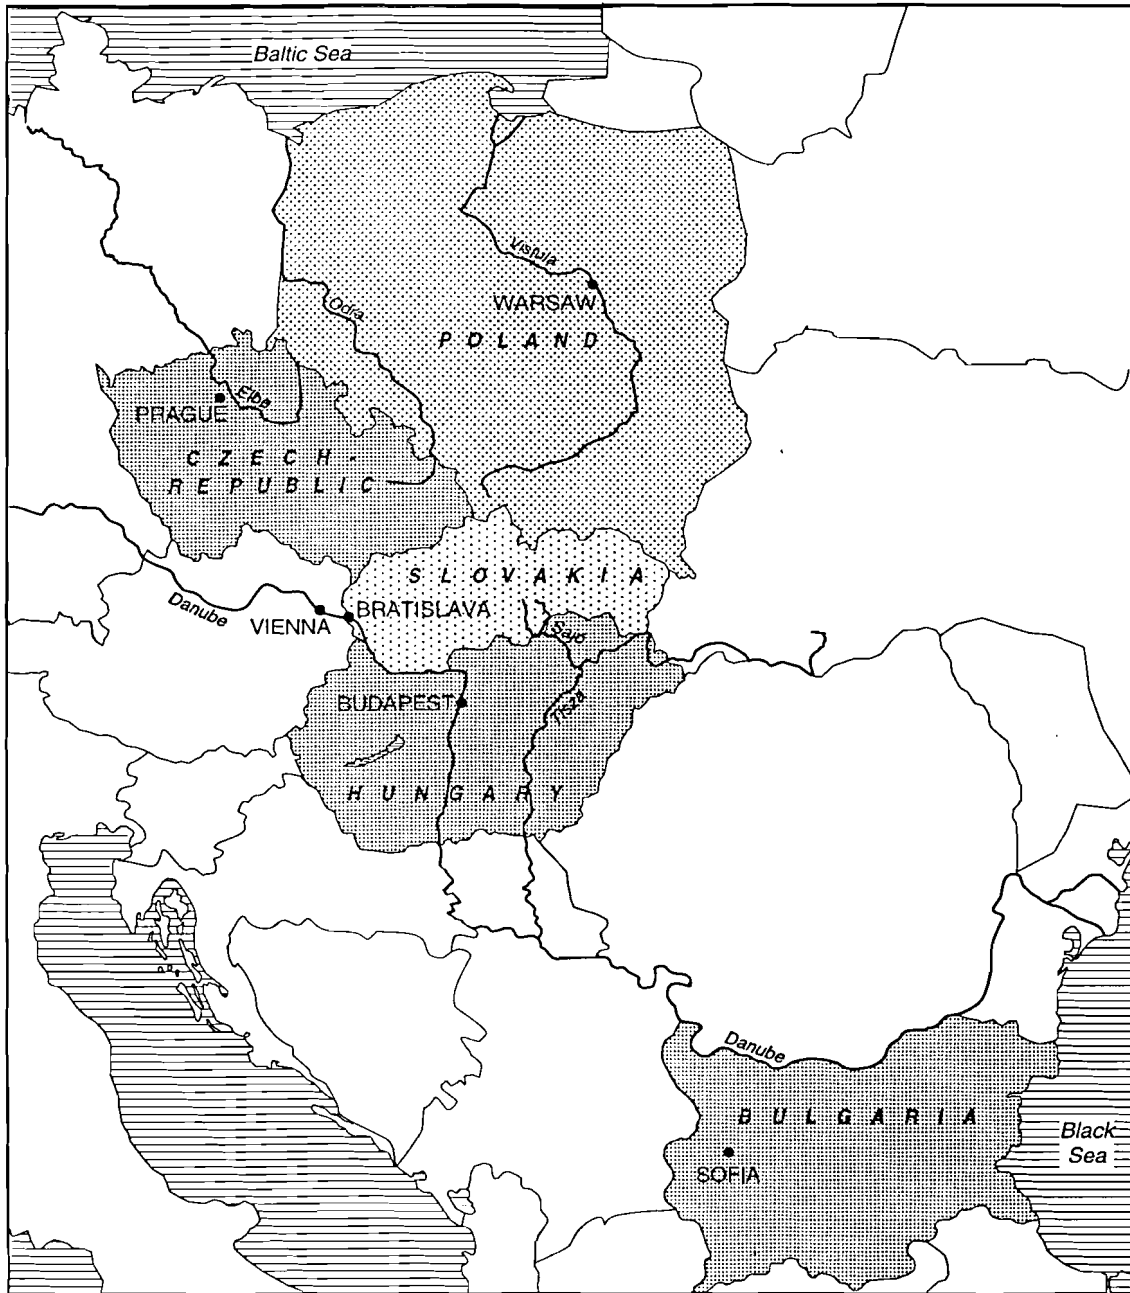 Baltic Sea
Vistula
WARSAW
Odra
P O L A N D
Elbe
PRAGUE
C Z E C H -
R E P U B L I C
S L O V A K I A
Danube
BRATISLAVA
VIENNA
Sajo
BUDAPEST
Tisza
H U N G A R Y
Danube
B U L G A R I A
Black
Sea
SOFIA